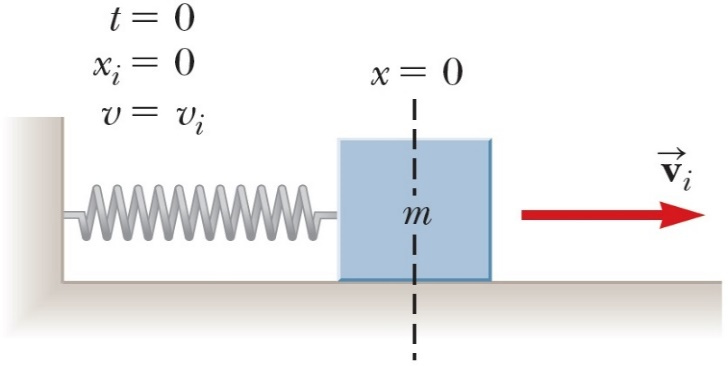 t = 0
x_i = 0
v = v_i
x = 0
m
v⃗_i